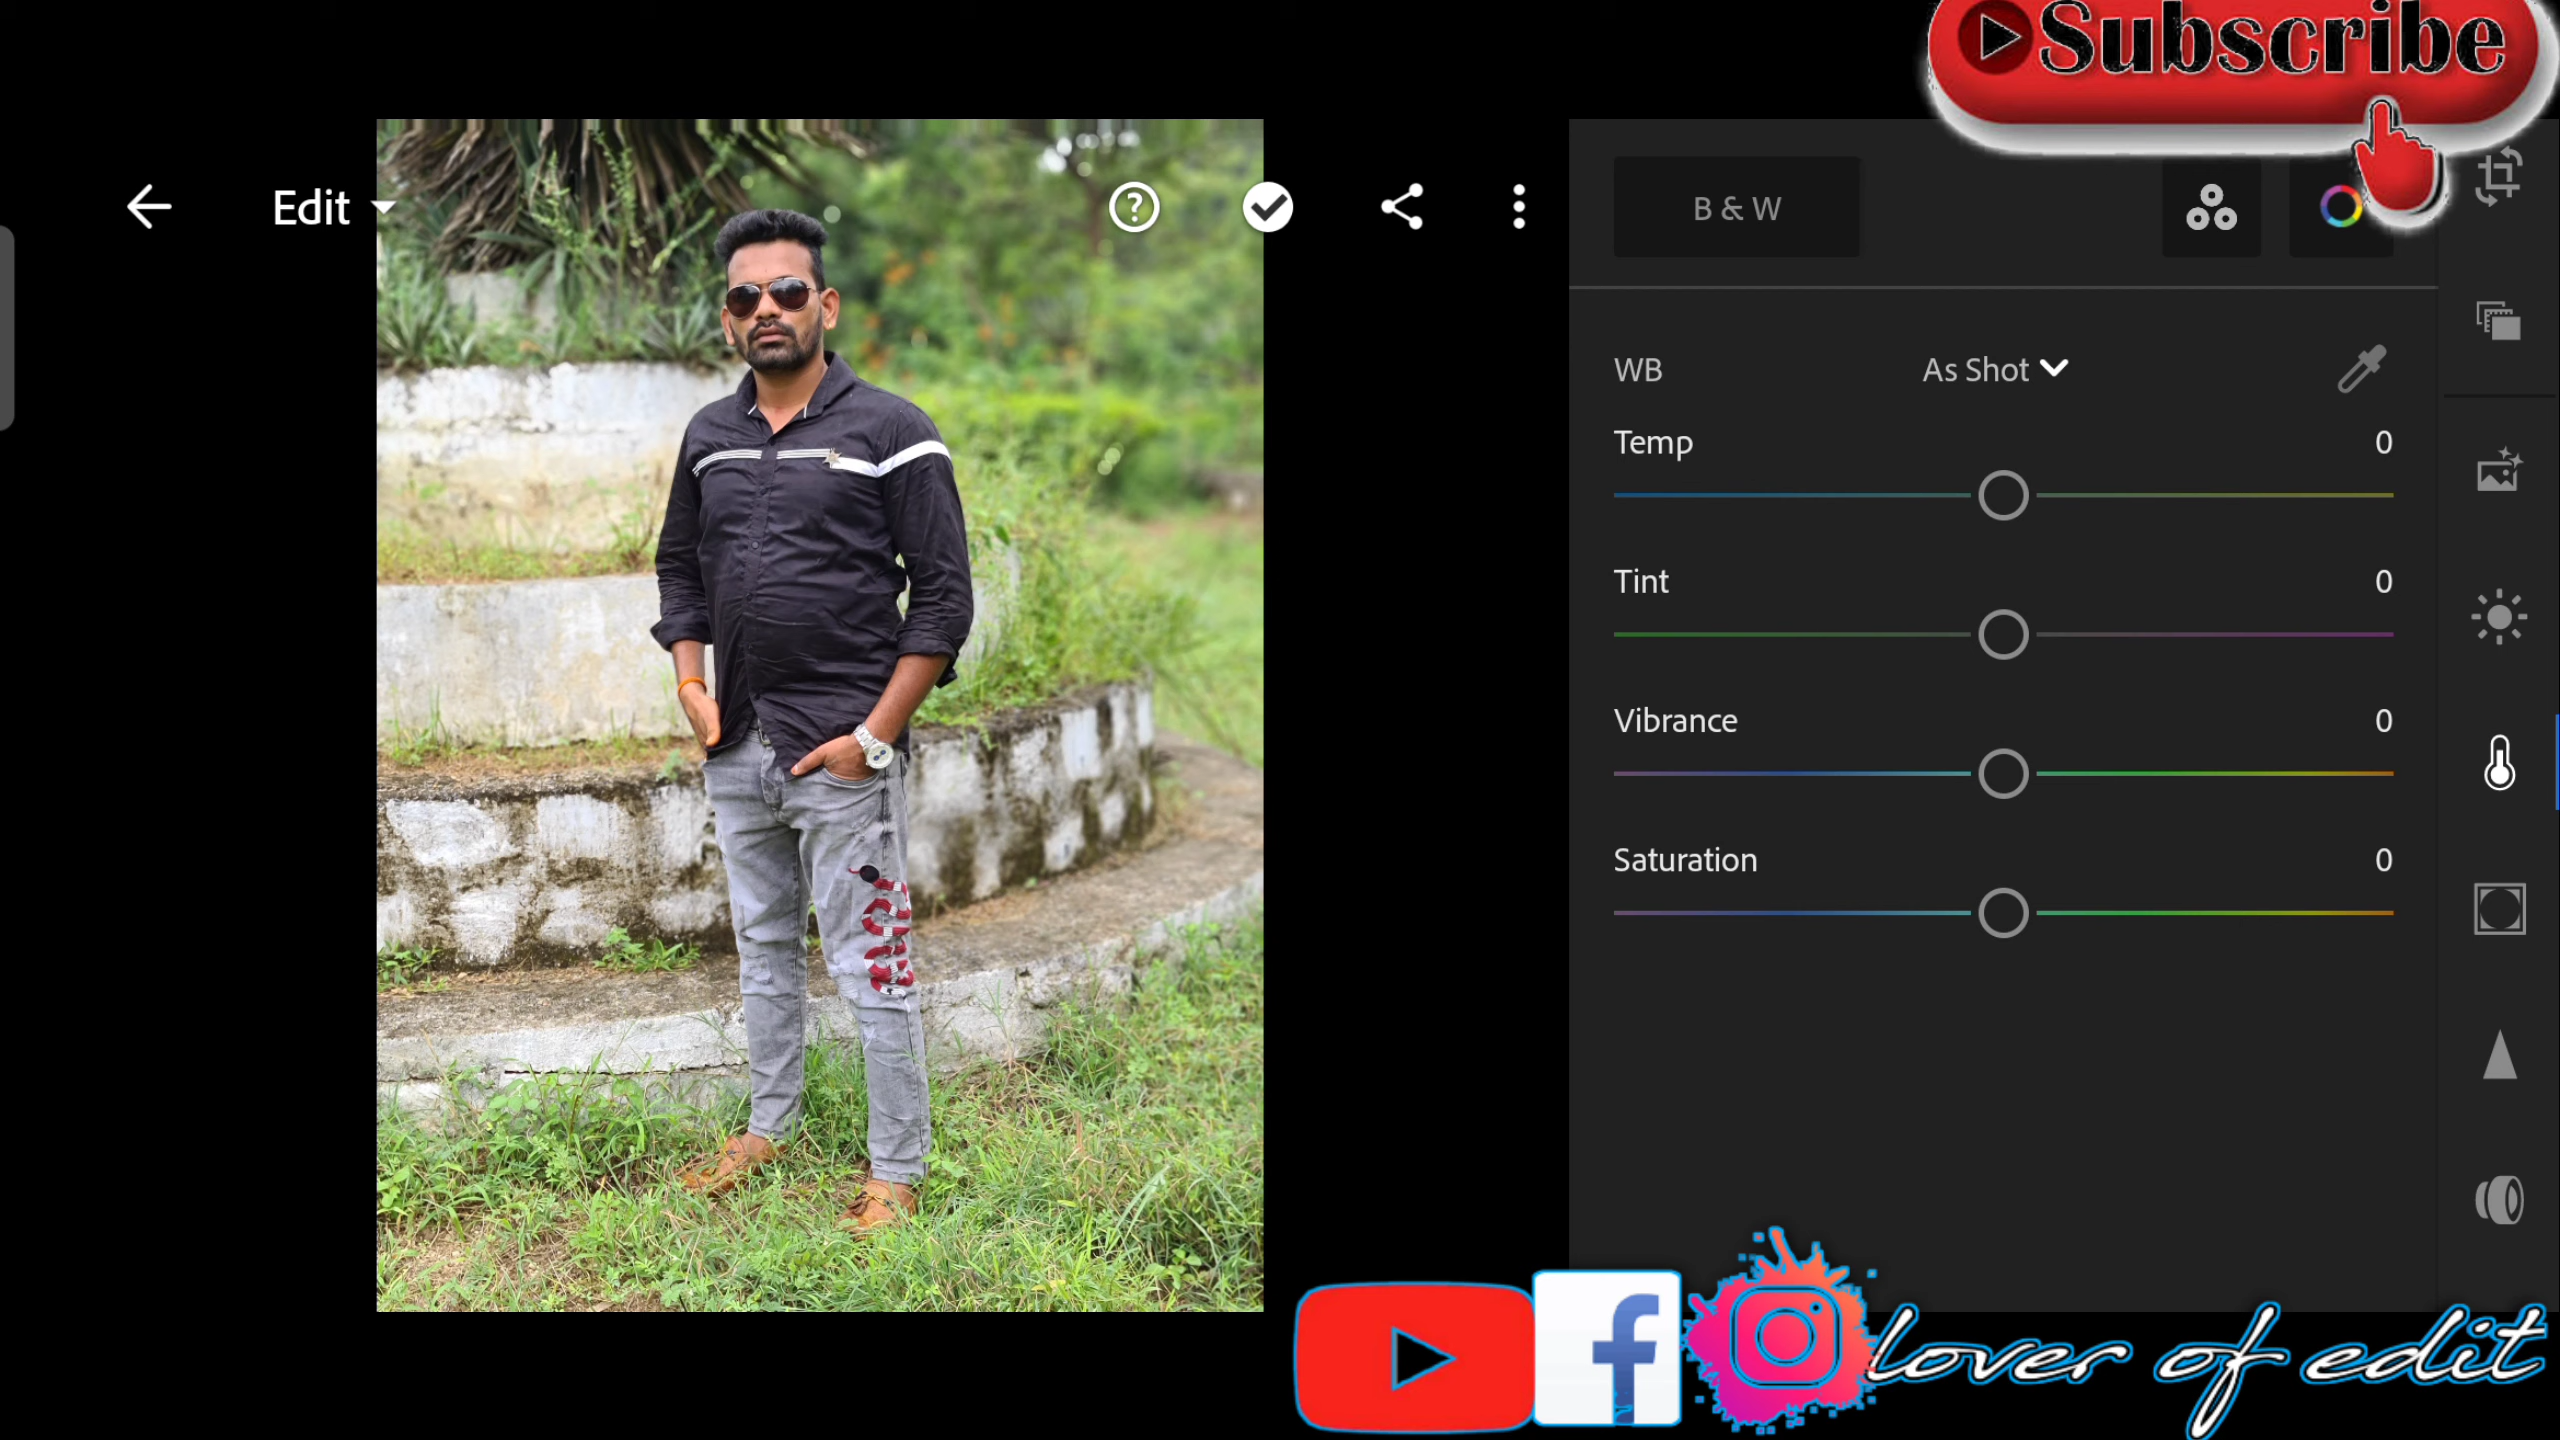 Subscribe
Edit
B & W
WB As Shot
Temp 0
Tint 0
Vibrance 0
Saturation 0
lover of edit